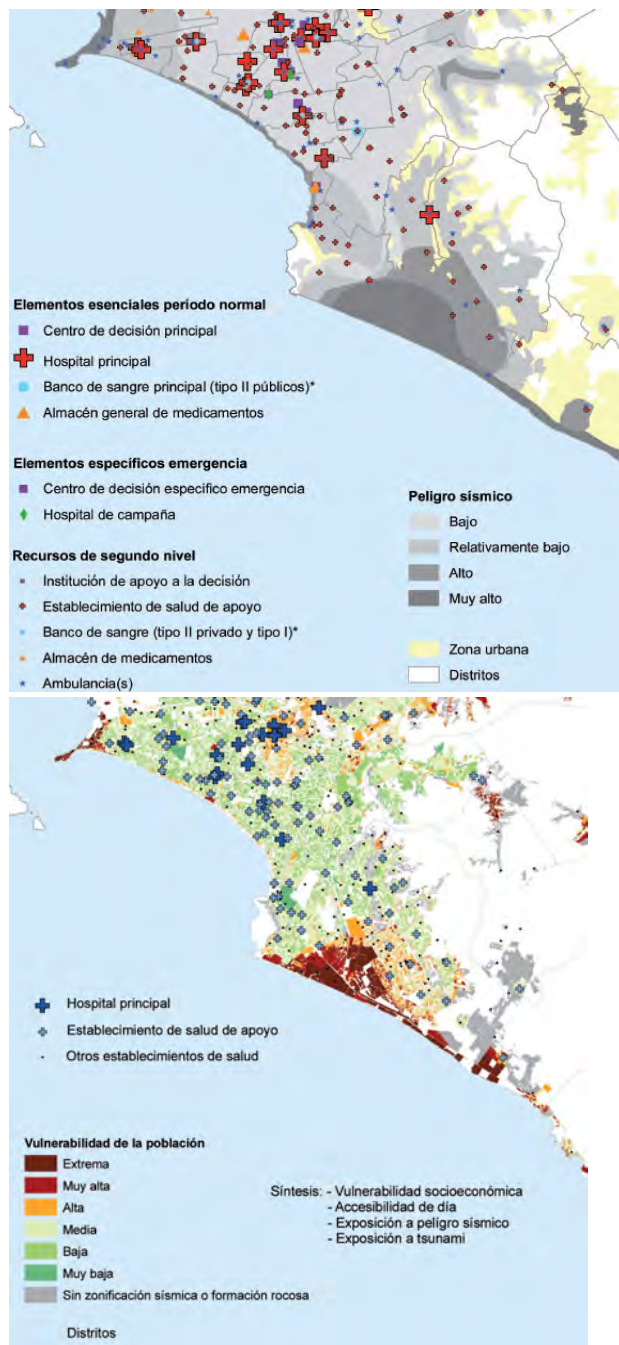 Elementos esenciales período normal
Centro de decisión principal
Hospital principal
Banco de sangre principal (tipo II públicos)*
Almacén general de medicamentos
Elementos específicos emergencia
Centro de decisión especifico emergencia
Hospital de campaña
Recursos de segundo nivel
Institución de apoyo a la decisión
Establecimiento de salud de apoyo
Banco de sangre (tipo II privado y tipo I)*
Almacén de medicamentos
Ambulancia(s)
Peligro sísmico
Bajo
Relativamente bajo
Alto
Muy alto
Zona urbana
Distritos
Hospital principal
Establecimiento de salud de apoyo
Otros establecimientos de salud
Vulnerabilidad de la población
Extrema
Muy alta
Alta
Media
Baja
Muy baja
Sin zonificación sísmica o formación rocosa
Distritos
Síntesis: - Vulnerabilidad socioeconómica
- Accesibilidad de día
- Exposición a peligro sísmico
- Exposición a tsunami